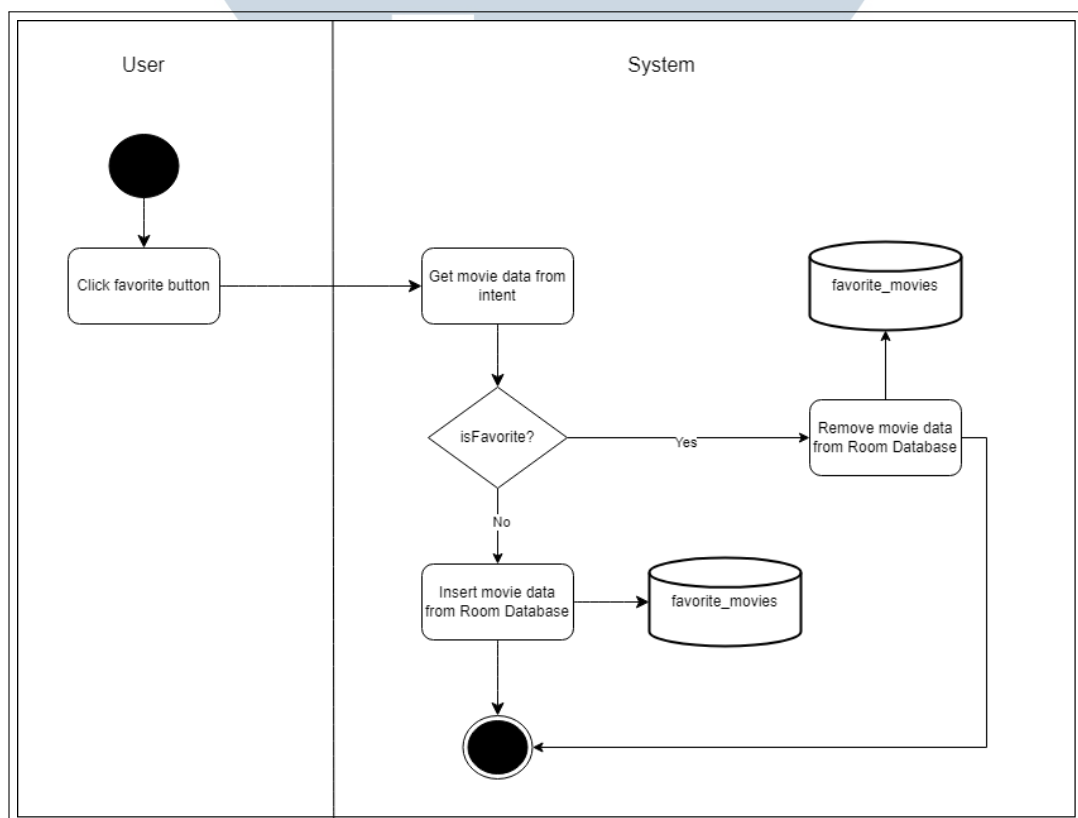 User
System
Click favorite button
Get movie data from
intent
favorite_movies
isFavorite?
Yes
Remove movie data
from Room Database
No
Insert movie data
from Room Database
favorite_movies